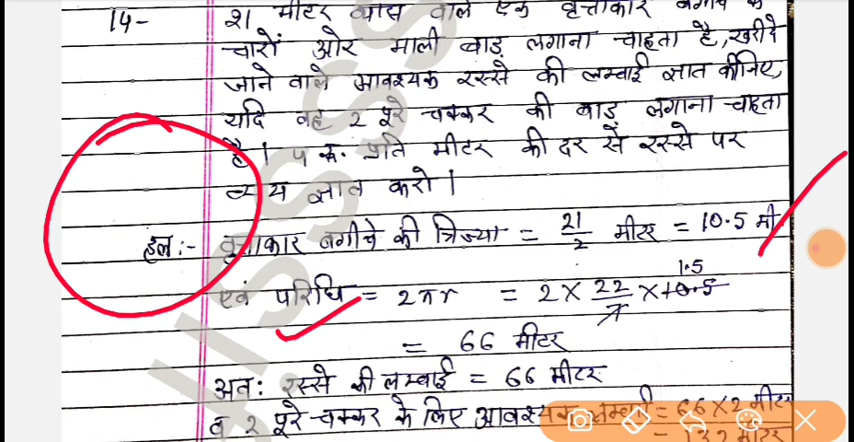 14-
21 मीटर व्यास वाले एक वृत्ताकार बगीचे के
चारों ओर माली बाड़ लगाना चाहता है, खरीदे
जाने वाले आवश्यक रस्से की लम्बाई ज्ञात कीजिए,
यदि वह 2 पूरे चक्कर की बाड़ लगाना चाहता
है। 4 रू. प्रति मीटर की दर से रस्से पर
व्यय ज्ञात करो।
हल :- वृत्ताकार बगीचे की त्रिज्या = 21/2 मीटर = 10.5 मी
एवं परिधि = 2πr = 2 × 22/7 × 10.5 1.5
= 66 मीटर
अतः रस्से की लम्बाई = 66 मीटर
व 2 पूरे चक्कर के लिए आवश्यक लम्बाई = 66 × 2 मीटर
= 132 मीटर